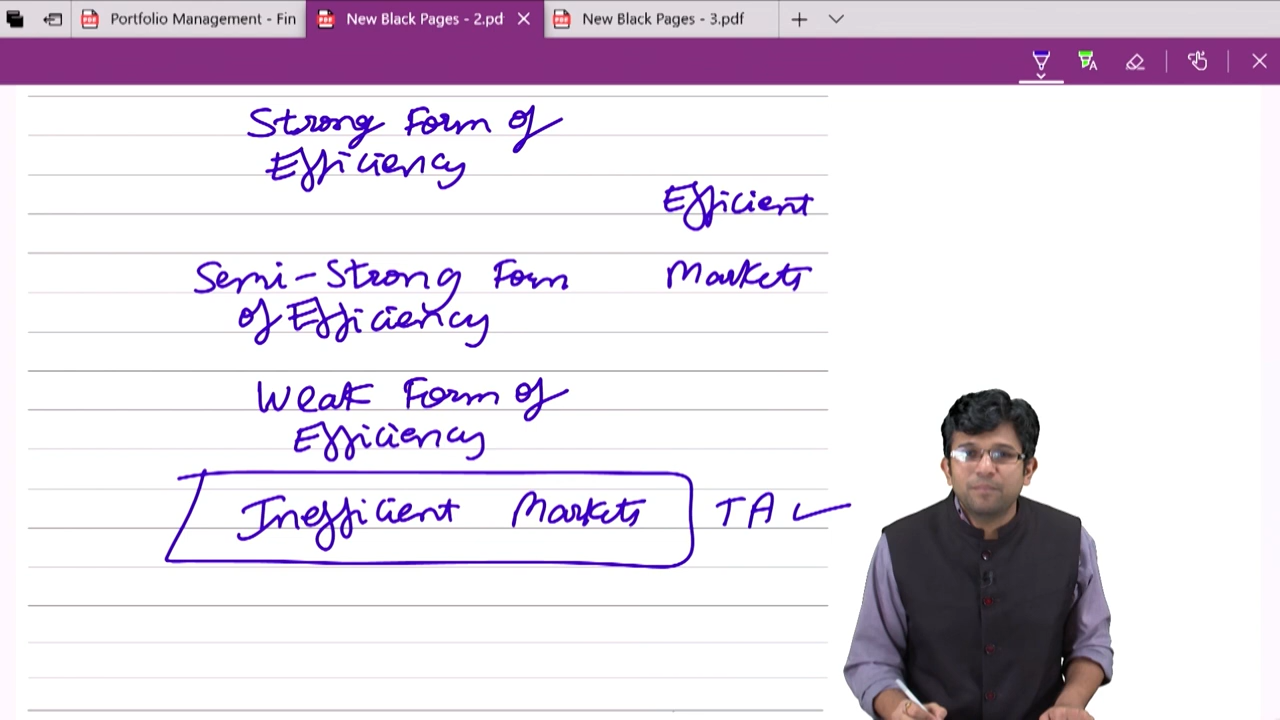 Portfolio Management - Fin
New Black Pages - 2.pd
New Black Pages - 3.pdf
Strong Form of
Efficiency
Efficient
Semi-Strong Form
Markets
of Efficiency
Weak Form of
Efficiency
Inefficient Markets TA ✓